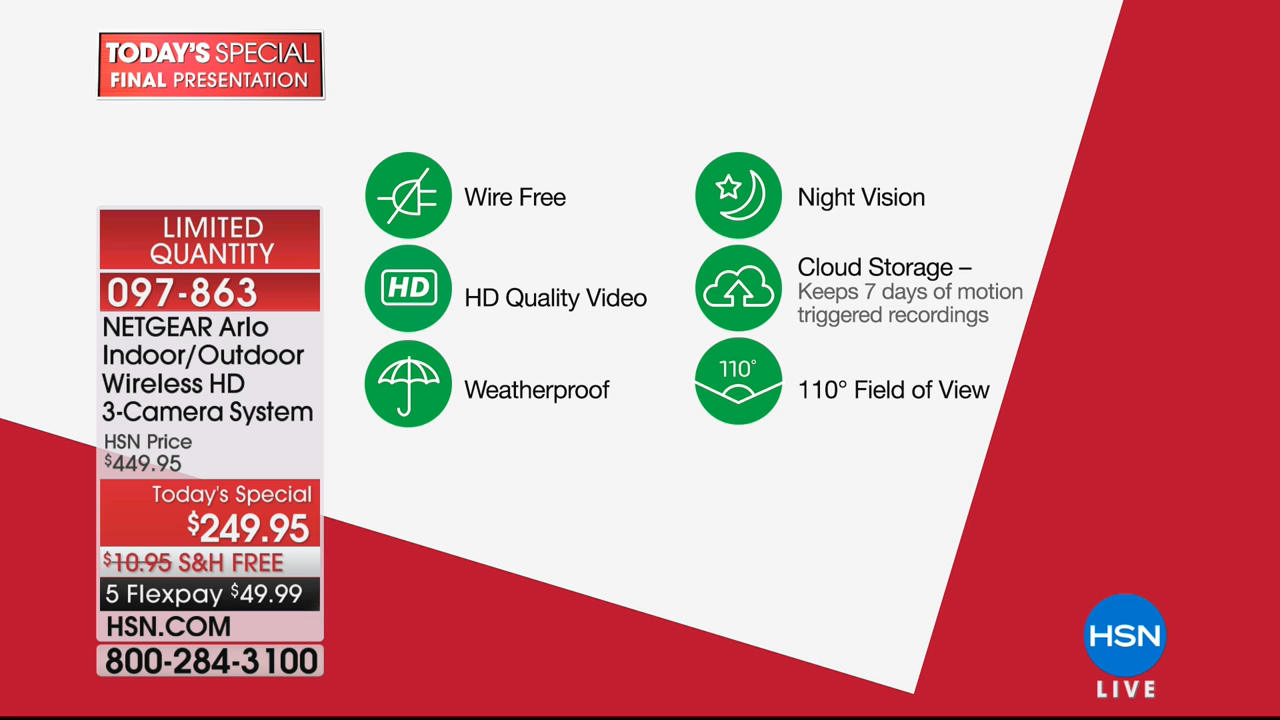 TODAY'S SPECIAL
FINAL PRESENTATION
LIMITED
QUANTITY
097-863
NETGEAR Arlo
Indoor/Outdoor
Wireless HD
3-Camera System
HSN Price
$449.95
Today's Special
$249.95
$10.95 S&H FREE
5 Flexpay $49.99
HSN.COM
800-284-3100
Wire Free
HD
HD Quality Video
Weatherproof
Night Vision
Cloud Storage –
Keeps 7 days of motion
triggered recordings
110°
110° Field of View
HSN
LIVE